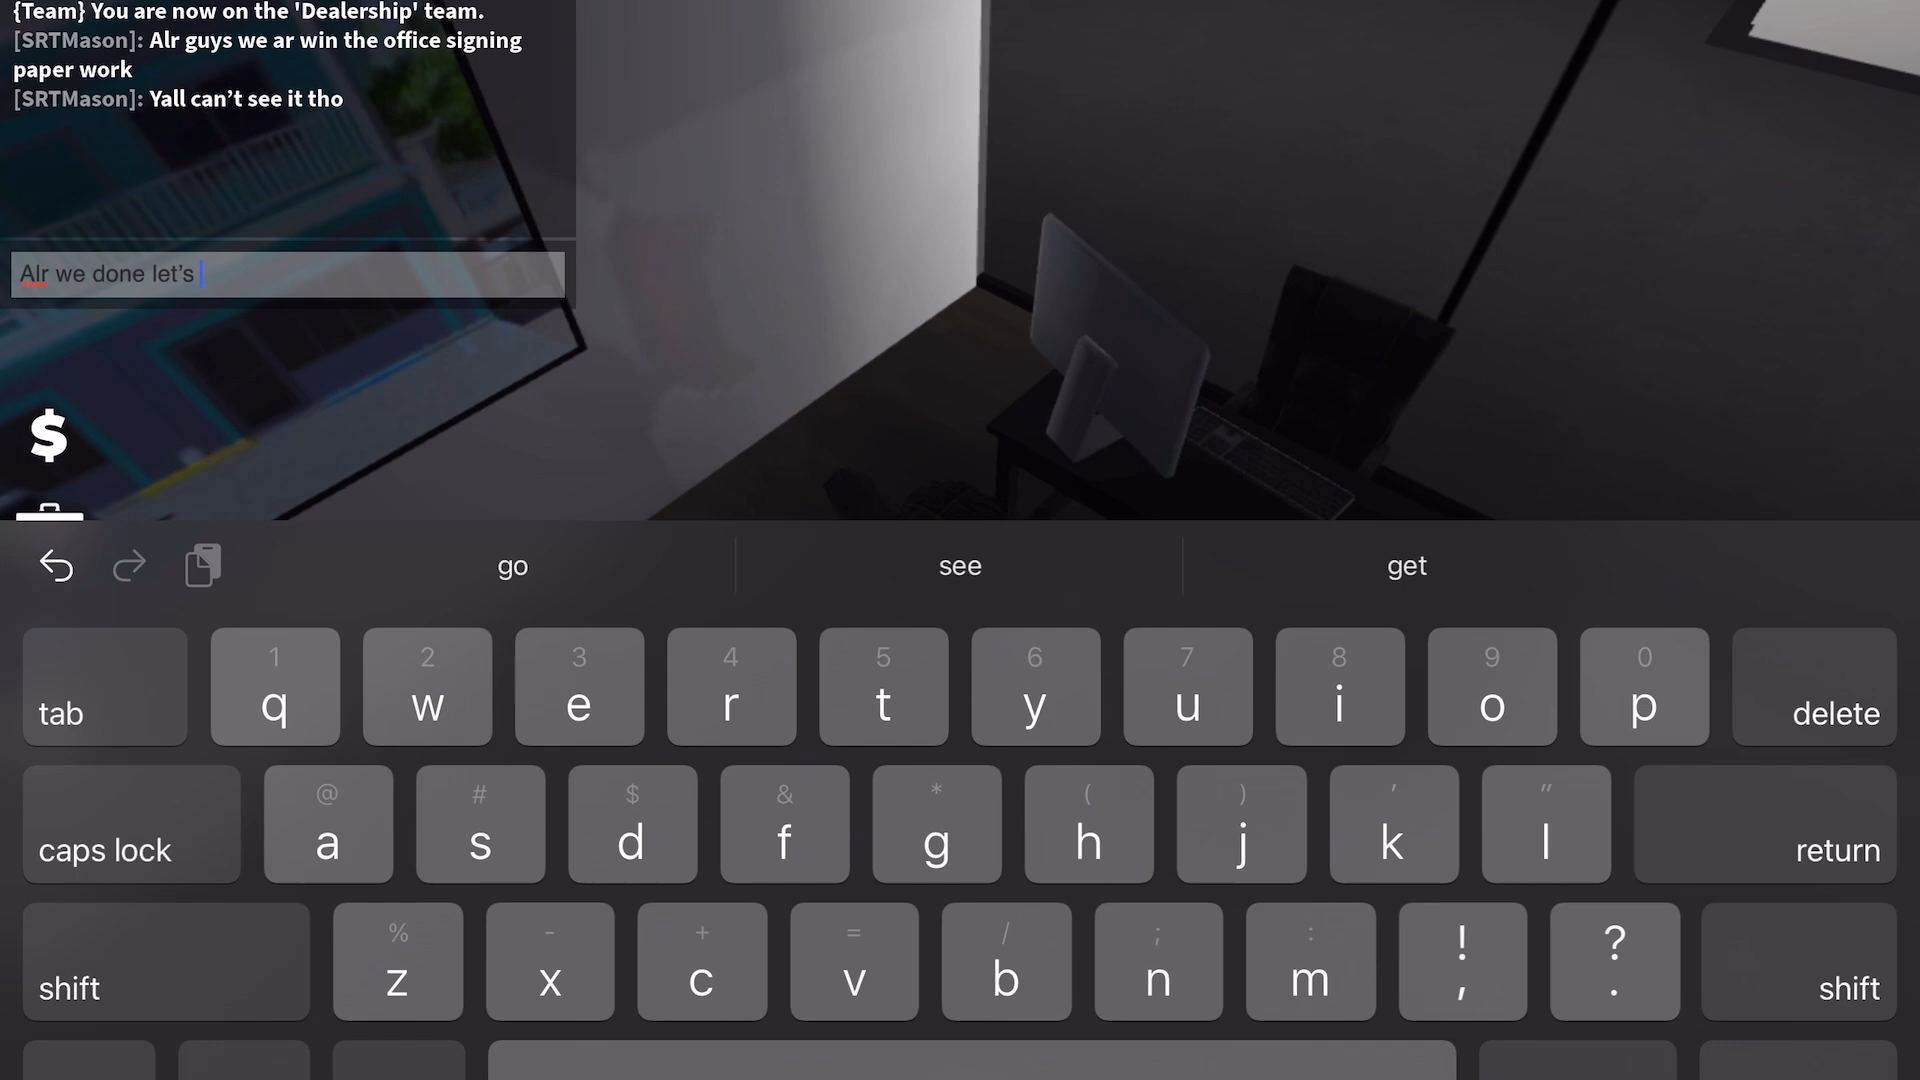 {Team} You are now on the 'Dealership' team.
[SRTMason]: Alr guys we ar win the office signing
paper work
[SRTMason]: Yall can’t see it tho
Alr we done let’s
$
go see get
tab 1 q 2 w 3 e 4 r 5 t 6 y 7 u 8 i 9 o 0 p delete
caps lock @ a # s $ d & f * g ( h ) j ' k " l return
shift % z - x + c = v / b ; n : m ! , ? . shift